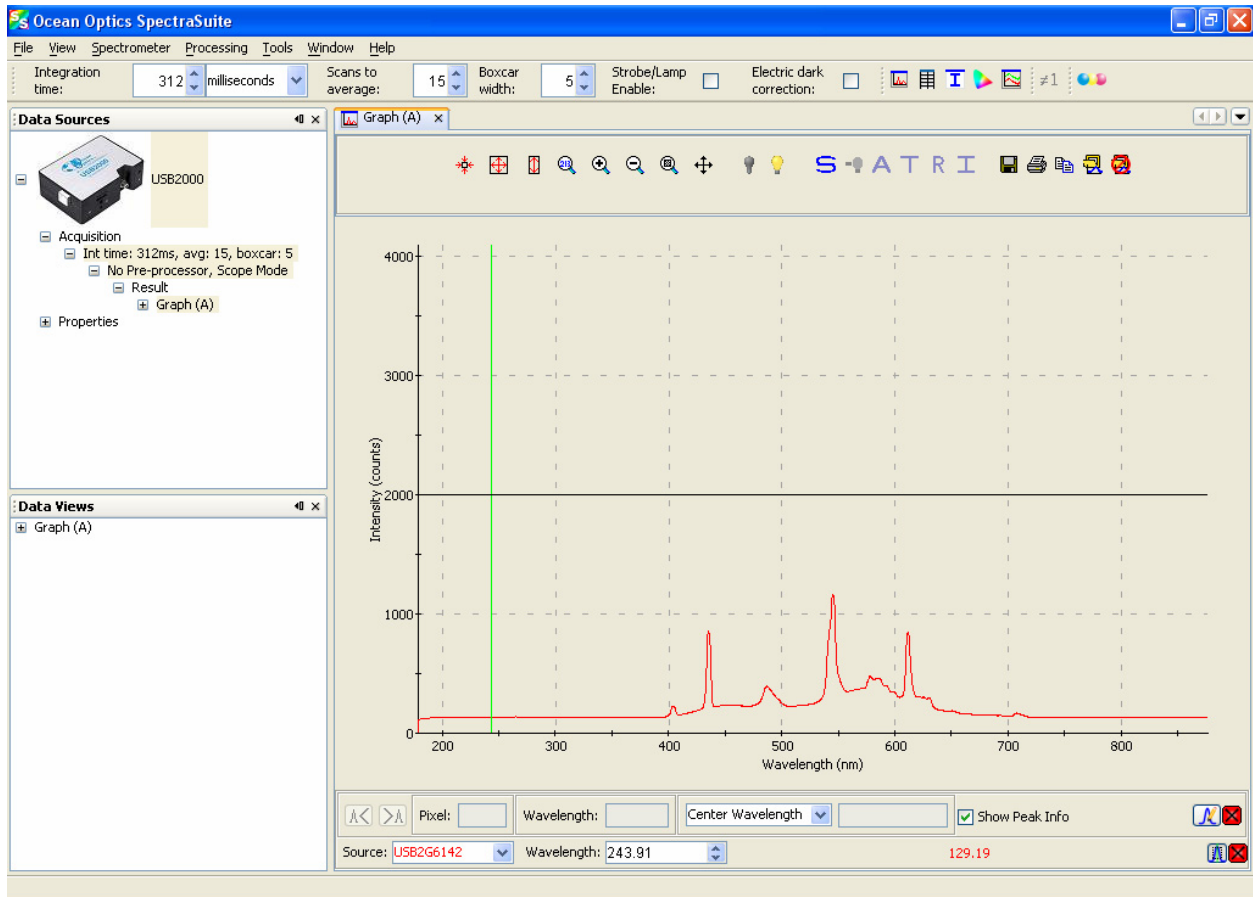 Ocean Optics SpectraSuite
File View Spectrometer Processing Tools Window Help
Integration time: 312 milliseconds Scans to average: 15 Boxcar width: 5 Strobe/Lamp Enable: Electric dark correction: ≠1
Data Sources
Graph (A)
USB2000
S A T R I
Acquisition
Int time: 312ms, avg: 15, boxcar: 5
No Pre-processor, Scope Mode
Result
Graph (A)
Properties
Data Views
Graph (A)
4000
3000
2000
1000
0
Intensity (counts)
200 300 400 500 600 700 800
Wavelength (nm)
Pixel: Wavelength: Center Wavelength Show Peak Info
Source: USB2G6142 Wavelength: 243.91 129.19